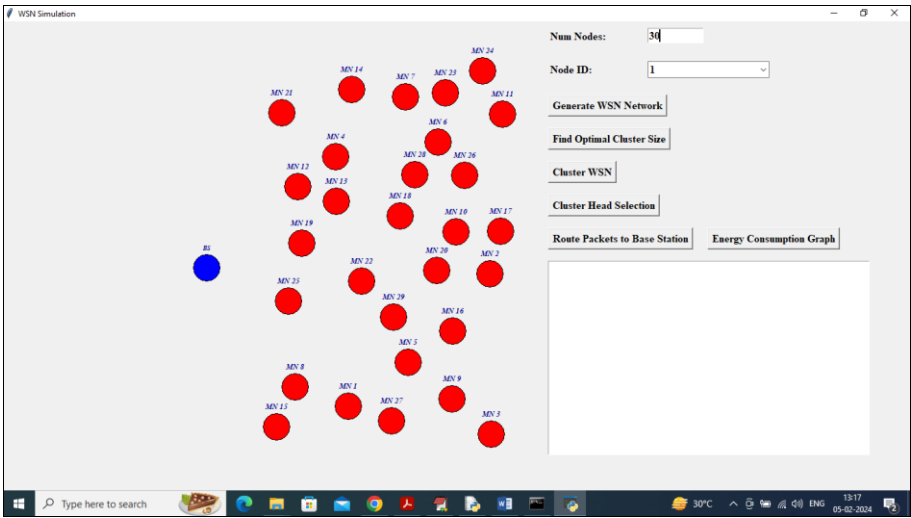 WSN Simulation
MN 24
MN 14
MN 23
MN 7
MN 21
MN 11
MN 6
MN 4
MN 28
MN 26
MN 12
MN 13
MN 18
MN 10
MN 17
MN 19
BS
MN 20
MN 2
MN 22
MN 25
MN 29
MN 16
MN 5
MN 8
MN 9
MN 1
MN 27
MN 15
MN 3
Num Nodes: 30
Node ID: 1
Generate WSN Network
Find Optimal Cluster Size
Cluster WSN
Cluster Head Selection
Route Packets to Base Station Energy Consumption Graph
Type here to search
30°C ENG 13:17
05-02-2024
2